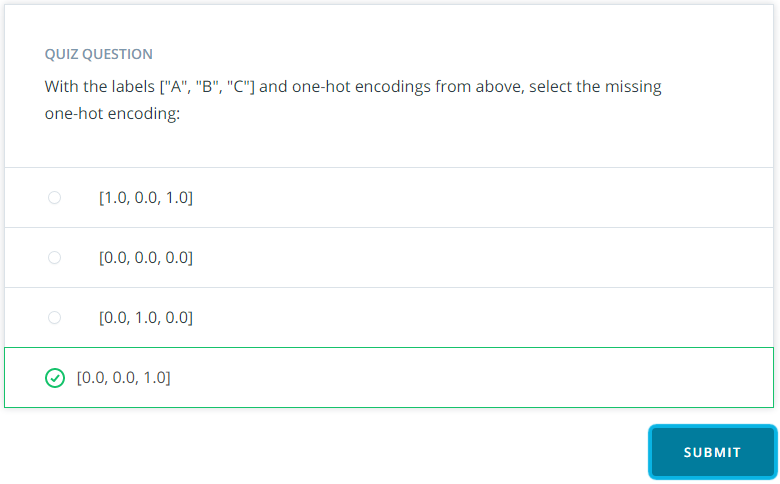 QUIZ QUESTION
With the labels ["A", "B", "C"] and one-hot encodings from above, select the missing
one-hot encoding:
[1.0, 0.0, 1.0]
[0.0, 0.0, 0.0]
[0.0, 1.0, 0.0]
[0.0, 0.0, 1.0]
SUBMIT